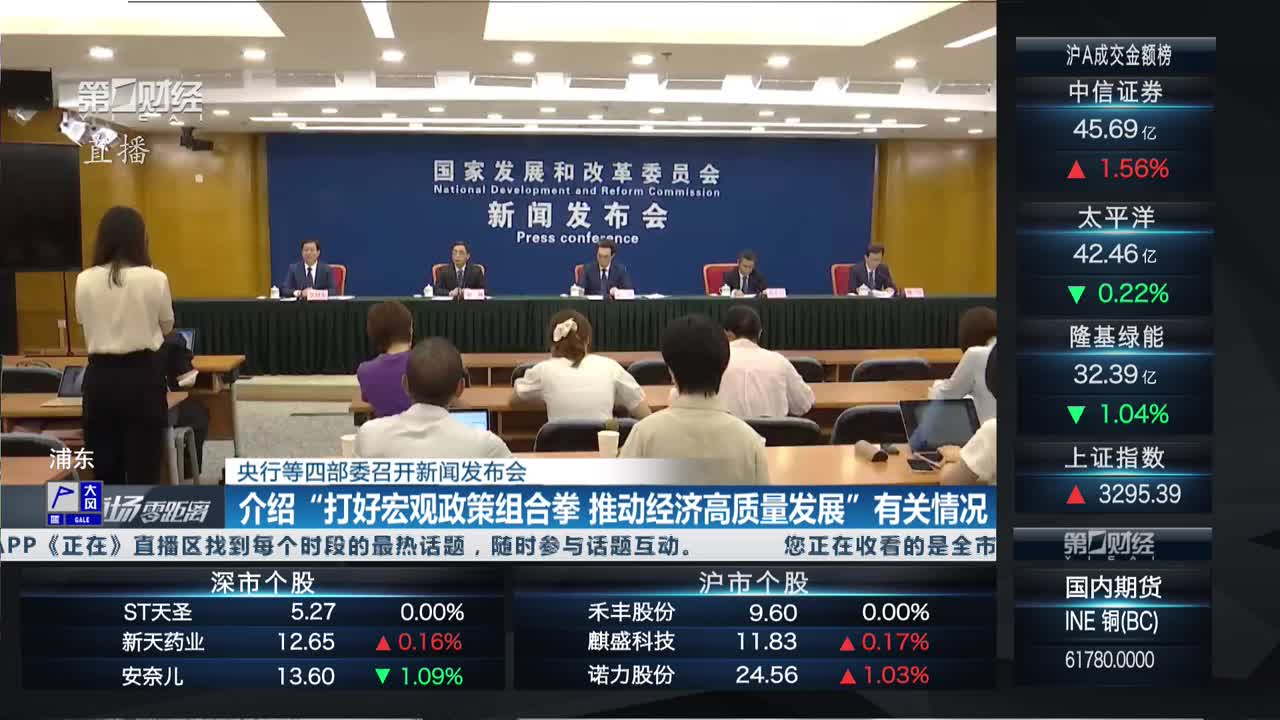 第一财经
YICAI
直播
国家发展和改革委员会
National Development and Reform Commission
新闻发布会
Press conference
浦东
大风
GALE
市场零距离
央行等四部委召开新闻发布会
介绍“打好宏观政策组合拳 推动经济高质量发展”有关情况
APP《正在》直播区找到每个时段的最热话题，随时参与话题互动。 您正在收看的是全市
深市个股
ST天圣 5.27 0.00%
新天药业 12.65 ▲0.16%
安奈儿 13.60 ▼1.09%
沪市个股
禾丰股份 9.60 0.00%
麒盛科技 11.83 ▲0.17%
诺力股份 24.56 ▲1.03%
沪A成交金额榜
中信证券
45.69亿
▲ 1.56%
太平洋
42.46亿
▼ 0.22%
隆基绿能
32.39亿
▼ 1.04%
上证指数
▲ 3295.39
第一财经
YICAI
国内期货
INE 铜(BC)
61780.0000